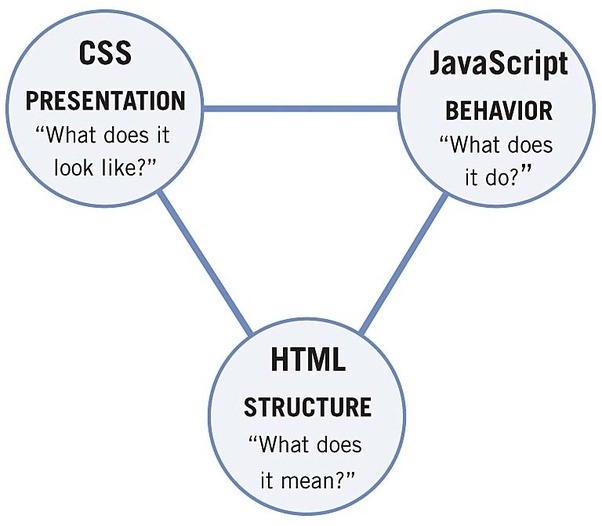 CSS
PRESENTATION
“What does it
look like?”
JavaScript
BEHAVIOR
“What does
it do?”
HTML
STRUCTURE
“What does
it mean?”